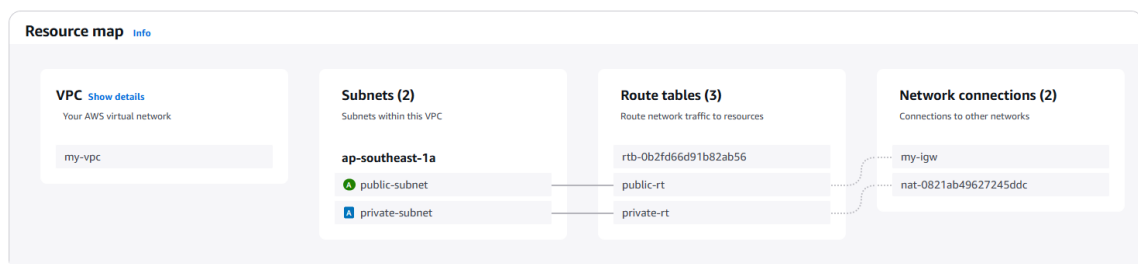 Resource map Info
VPC Show details
Your AWS virtual network
my-vpc
Subnets (2)
Subnets within this VPC
ap-southeast-1a
A public-subnet
A private-subnet
Route tables (3)
Route network traffic to resources
rtb-0b2fd66d91b82ab56
public-rt
private-rt
Network connections (2)
Connections to other networks
my-igw
nat-0821ab49627245ddc